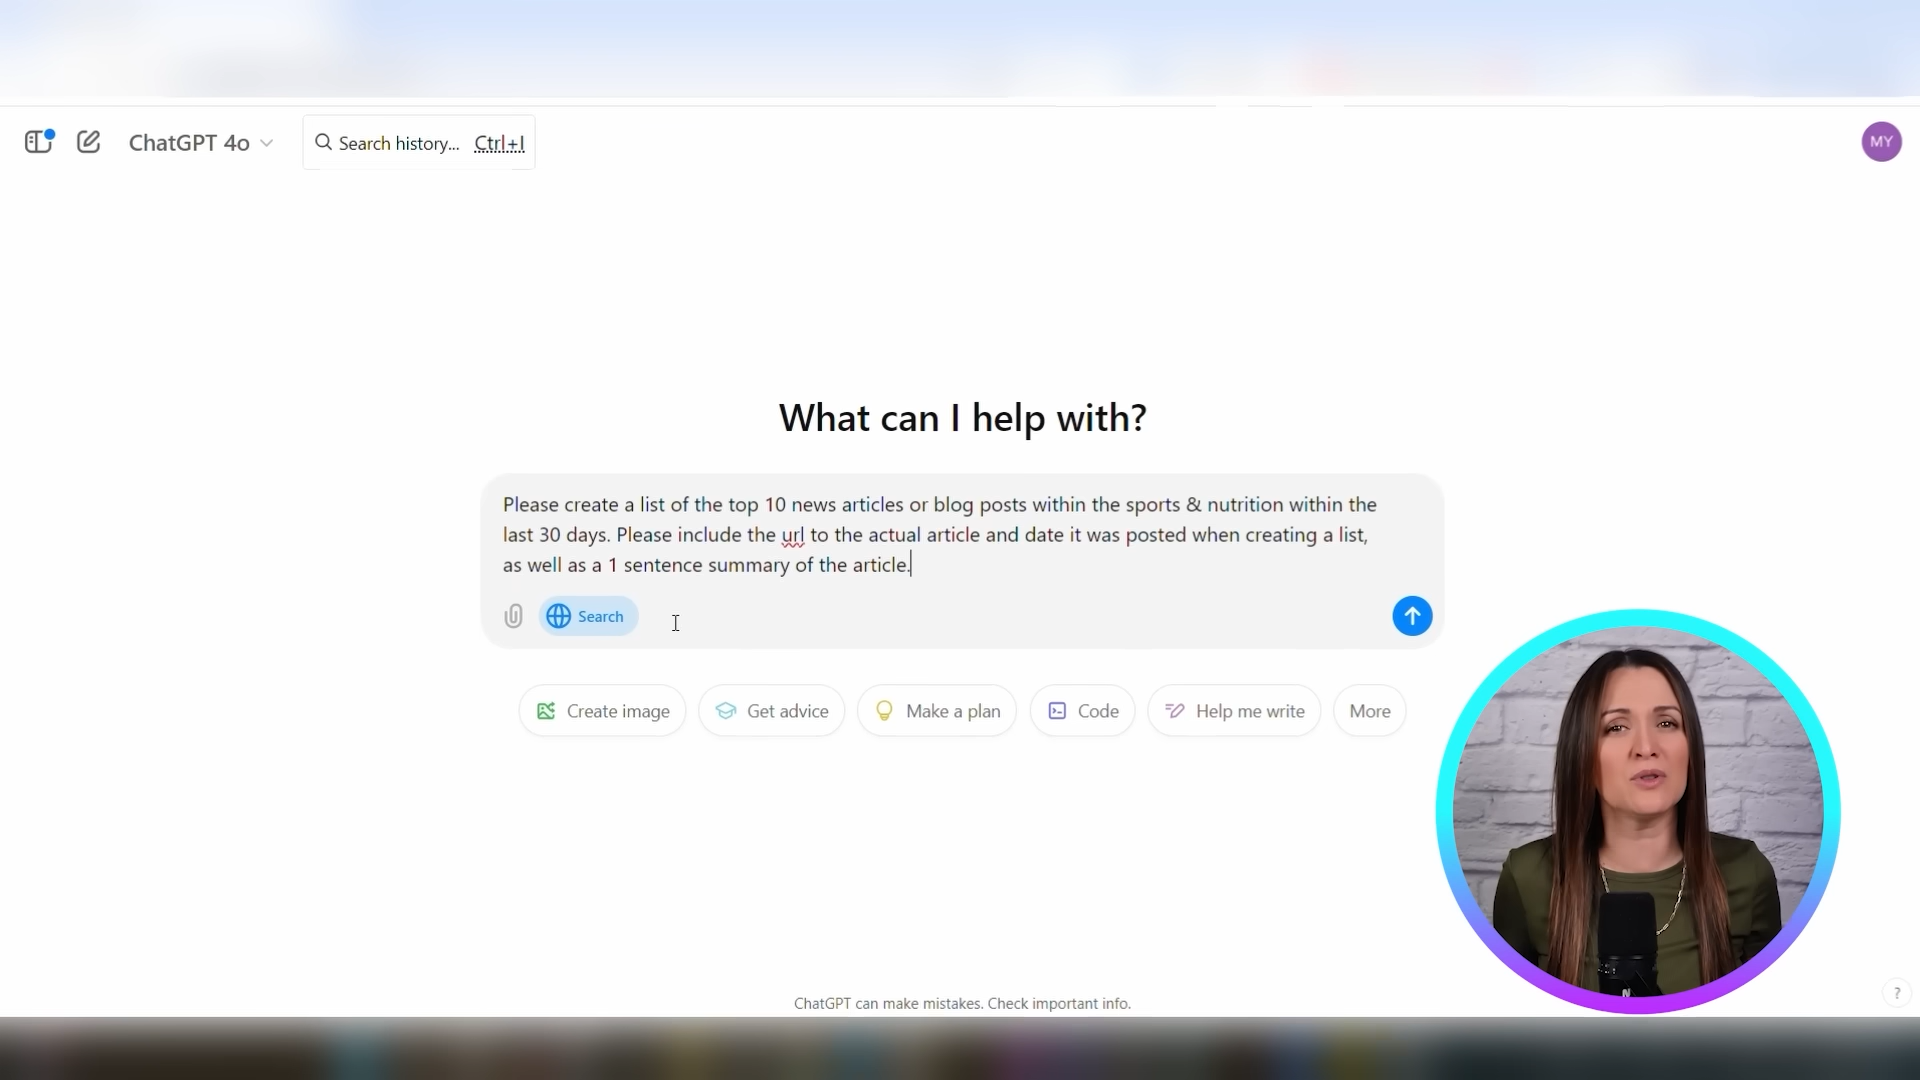 ChatGPT 4o
Search history... Ctrl+I
MY
What can I help with?
Please create a list of the top 10 news articles or blog posts within the sports & nutrition within the
last 30 days. Please include the url to the actual article and date it was posted when creating a list,
as well as a 1 sentence summary of the article.
Search
Create image
Get advice
Make a plan
Code
Help me write
More
ChatGPT can make mistakes. Check important info.
?